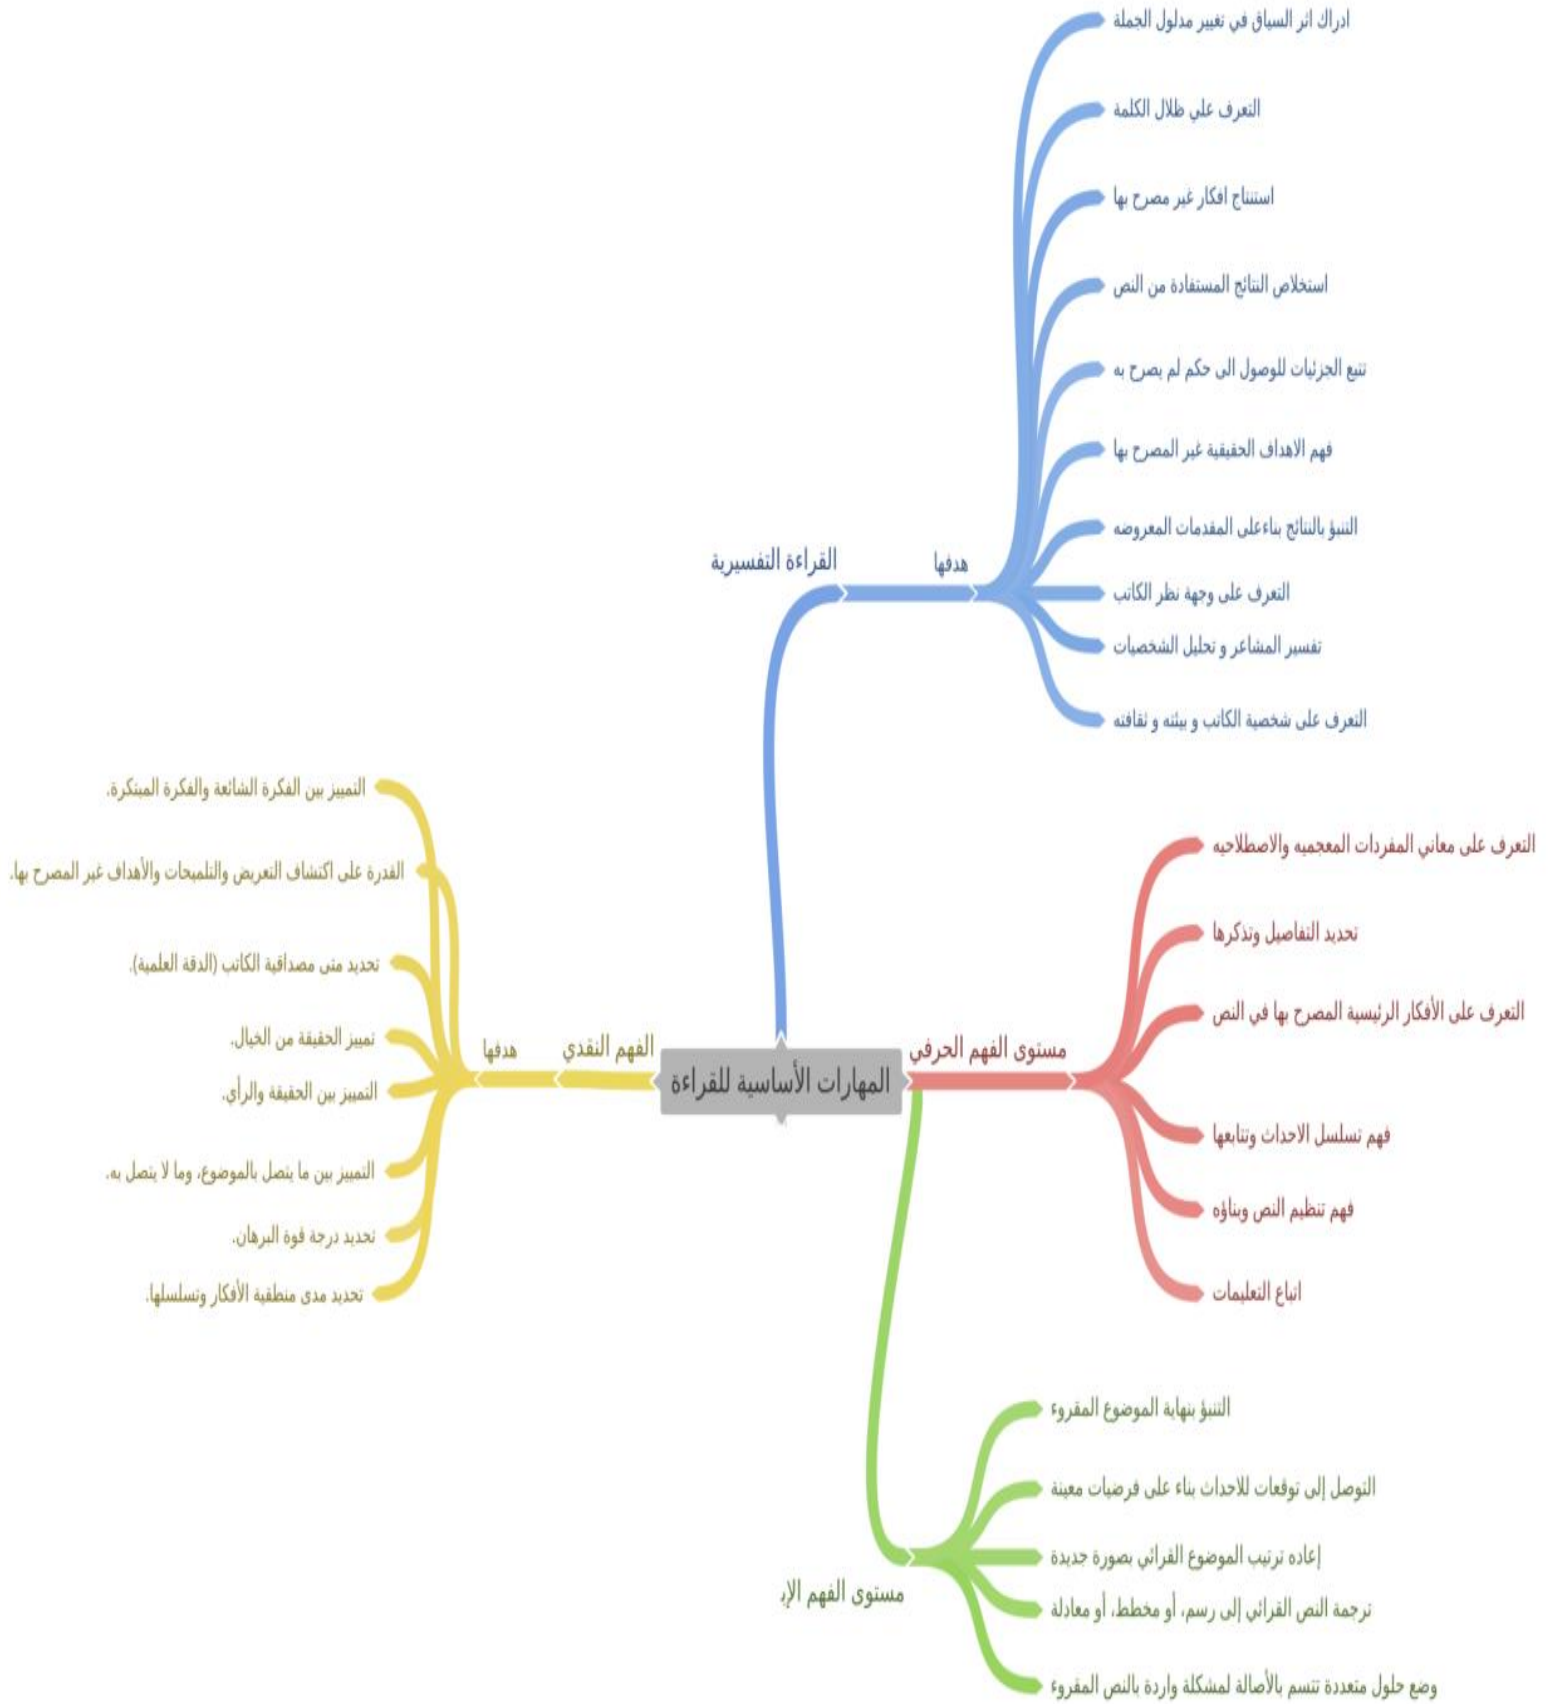 المهارات الأساسية للقراءة
القراءة التفسيرية
هدفها
ادراك اثر السياق في تغيير مدلول الجملة
التعرف علي ظلال الكلمة
استنتاج افكار غير مصرح بها
استخلاص النتائج المستفادة من النص
تتبع الجزئيات للوصول الى حكم لم يصرح به
فهم الاهداف الحقيقية غير المصرح بها
التنبؤ بالنتائج بناءعلى المقدمات المعروضه
التعرف على وجهة نظر الكاتب
تفسير المشاعر و تحليل الشخصيات
التعرف على شخصية الكاتب و بيئته و ثقافته
مستوى الفهم الحرفي
التعرف على معاني المفردات المعجميه والاصطلاحيه
تحديد التفاصيل وتذكرها
التعرف على الأفكار الرئيسية المصرح بها في النص
فهم تسلسل الاحداث وتتابعها
فهم تنظيم النص وبناؤه
اتباع التعليمات
مستوى الفهم الإب
التنبؤ بنهاية الموضوع المقروء
التوصل إلى توقعات للاحداث بناء على فرضيات معينة
إعاده ترتيب الموضوع القرائي بصورة جديدة
ترجمة النص القرائي إلى رسم، أو مخطط، أو معادلة
وضع حلول متعددة تتسم بالأصالة لمشكلة واردة بالنص المقروء
الفهم النقدي
هدفها
التمييز بين الفكرة الشائعة والفكرة المبتكرة.
القدرة على اكتشاف التعريض والتلميحات والأهداف غير المصرح بها.
تحديد متى مصداقية الكاتب (الدقة العلمية).
تمييز الحقيقة من الخيال.
التمييز بين الحقيقة والرأي.
التمييز بين ما يتصل بالموضوع، وما لا يتصل به.
تحديد درجة قوة البرهان.
تحديد مدى منطقية الأفكار وتسلسلها.